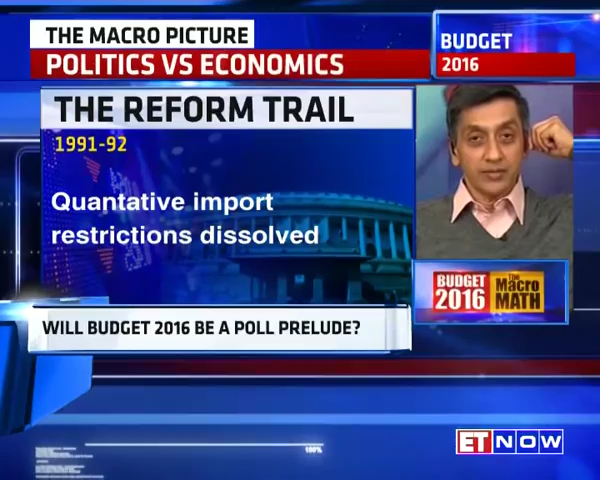 THE MACRO PICTURE
POLITICS VS ECONOMICS
BUDGET
2016
THE REFORM TRAIL
1991-92
Quantative import
restrictions dissolved
BUDGET
2016
The
Macro
MATH
WILL BUDGET 2016 BE A POLL PRELUDE?
100%
ET NOW